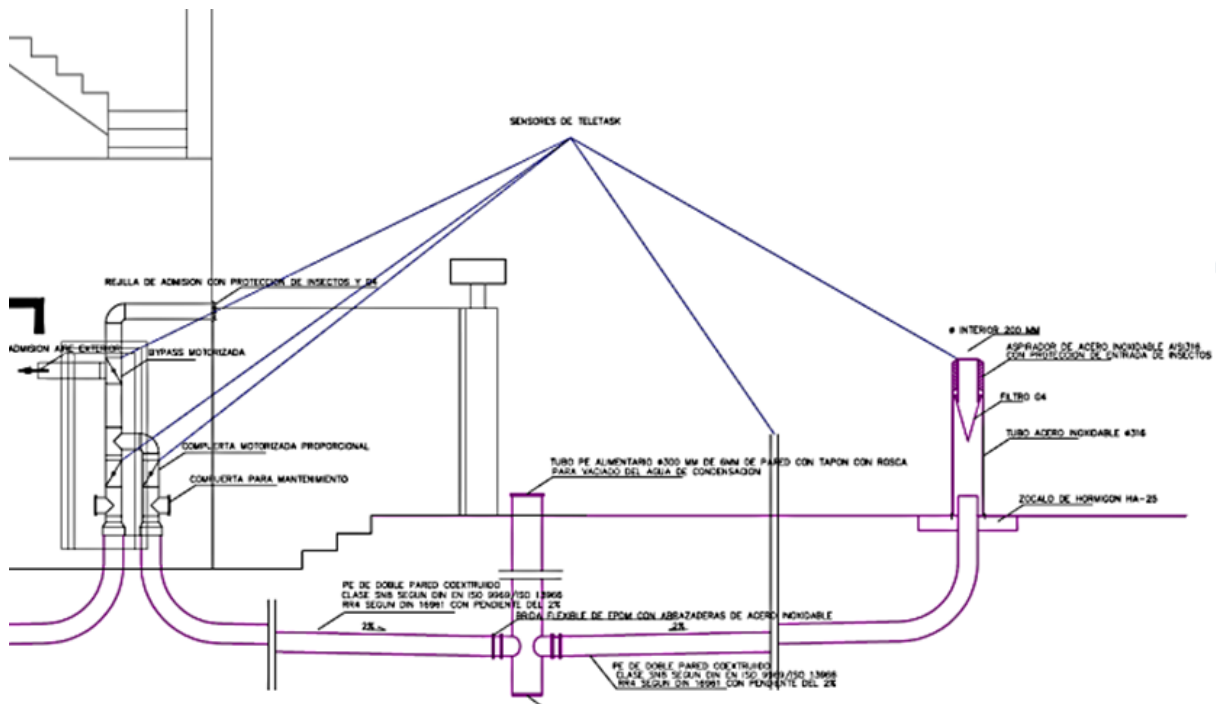 SENSORES DE TELETASK
REJILLA DE ADMISION CON PROTECCION DE INSECTOS Y G4
ADMISION AIRE EXTERIOR
BYPASS MOTORIZADA
Ø INTERIOR 200 MM
ASPIRADOR DE ACERO INOXIDABLE AISI316
CON PROTECCION DE ENTRADA DE INSECTOS
FILTRO G4
TUBO ACERO INOXIDABLE #316
COMPUERTA MOTORIZADA PROPORCIONAL
COMPUERTA PARA MANTENIMIENTO
TUBO PE ALIMENTARIO #300 MM DE 6MM DE PARED CON TAPON CON ROSCA
PARA VACIADO DEL AGUA DE CONDENSACION
ZOCALO DE HORMIGON HA-25
PE DE DOBLE PARED COEXTRUIDO
CLASE SN8 SEGUN DIN EN ISO 9969/ISO 13966
RR4 SEGUN DIN 16961 CON PENDIENTE DEL 2%
BRIDA FLEXIBLE DE EPDM CON ABRAZADERAS DE ACERO INOXIDABLE
2%
2%
PE DE DOBLE PARED COEXTRUIDO
CLASE SN8 SEGUN DIN EN ISO 9969/ISO 13966
RR4 SEGUN DIN 16961 CON PENDIENTE DEL 2%